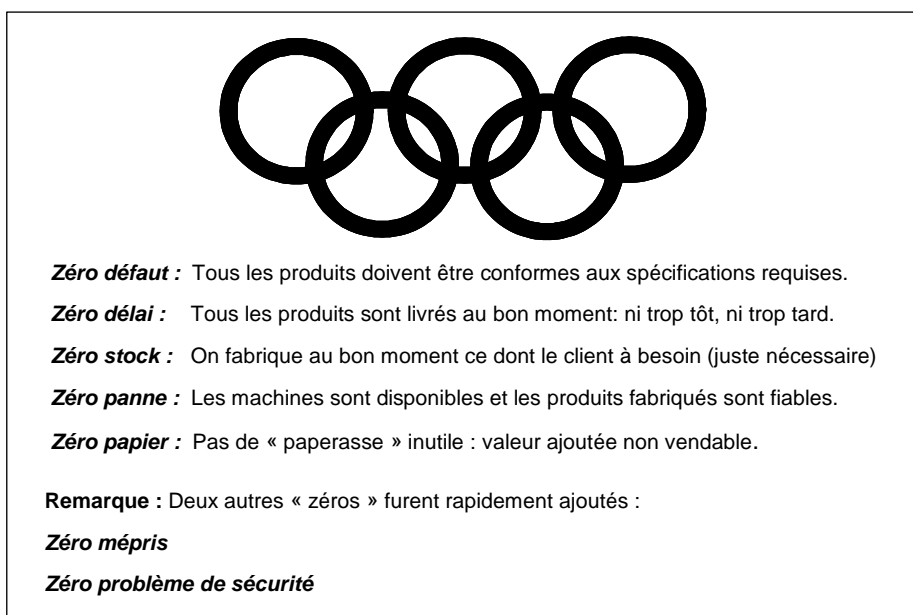 Zéro défaut : Tous les produits doivent être conformes aux spécifications requises.
Zéro délai : Tous les produits sont livrés au bon moment: ni trop tôt, ni trop tard.
Zéro stock : On fabrique au bon moment ce dont le client à besoin (juste nécessaire)
Zéro panne : Les machines sont disponibles et les produits fabriqués sont fiables.
Zéro papier : Pas de « paperasse » inutile : valeur ajoutée non vendable.
Remarque : Deux autres « zéros » furent rapidement ajoutés :
Zéro mépris
Zéro problème de sécurité